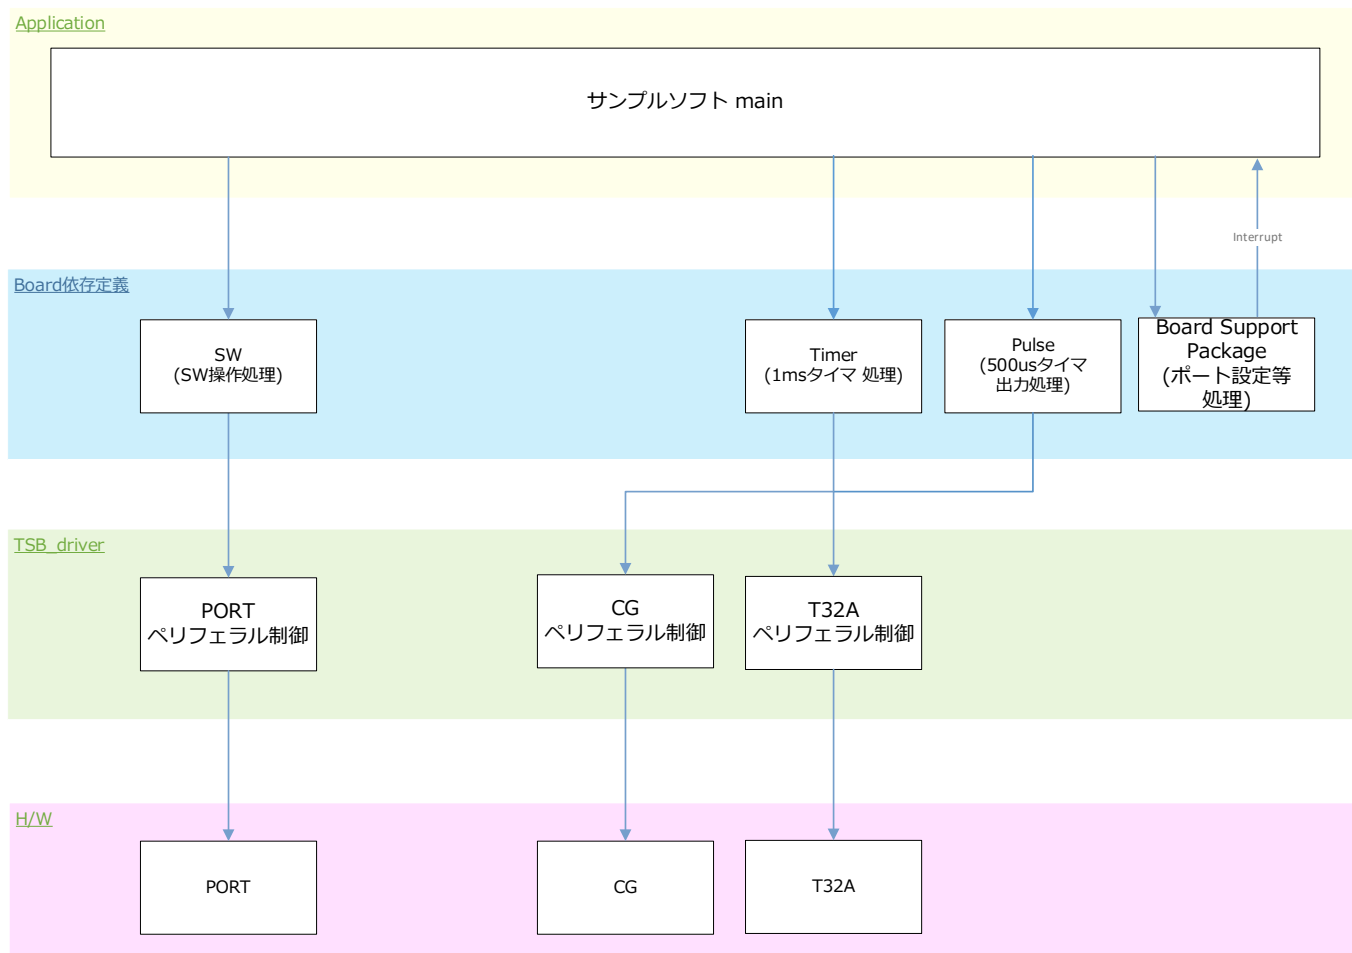 Application
サンプルソフト main
Interrupt
Board依存定義
SW
(SW操作処理)
Timer
(1msタイマ 処理)
Pulse
(500usタイマ
出力処理)
Board Support
Package
(ポート設定等
処理)
TSB_driver
PORT
ペリフェラル制御
CG
ペリフェラル制御
T32A
ペリフェラル制御
H/W
PORT
CG
T32A